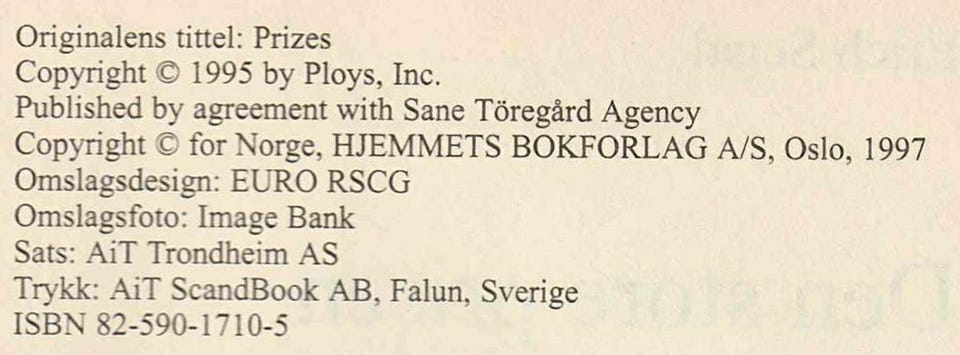 Originalens tittel: Prizes
Copyright © 1995 by Ploys, Inc.
Published by agreement with Sane Töregård Agency
Copyright © for Norge, HJEMMETS BOKFORLAG A/S, Oslo, 1997
Omslagsdesign: EURO RSCG
Omslagsfoto: Image Bank
Sats: AiT Trondheim AS
Trykk: AiT ScandBook AB, Falun, Sverige
ISBN 82-590-1710-5